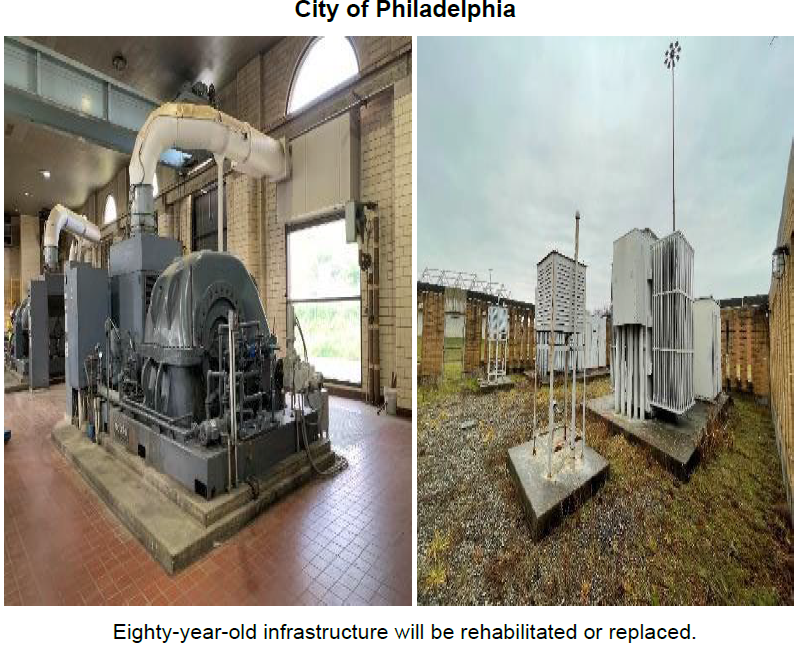 City of Philadelphia
Eighty-year-old infrastructure will be rehabilitated or replaced.